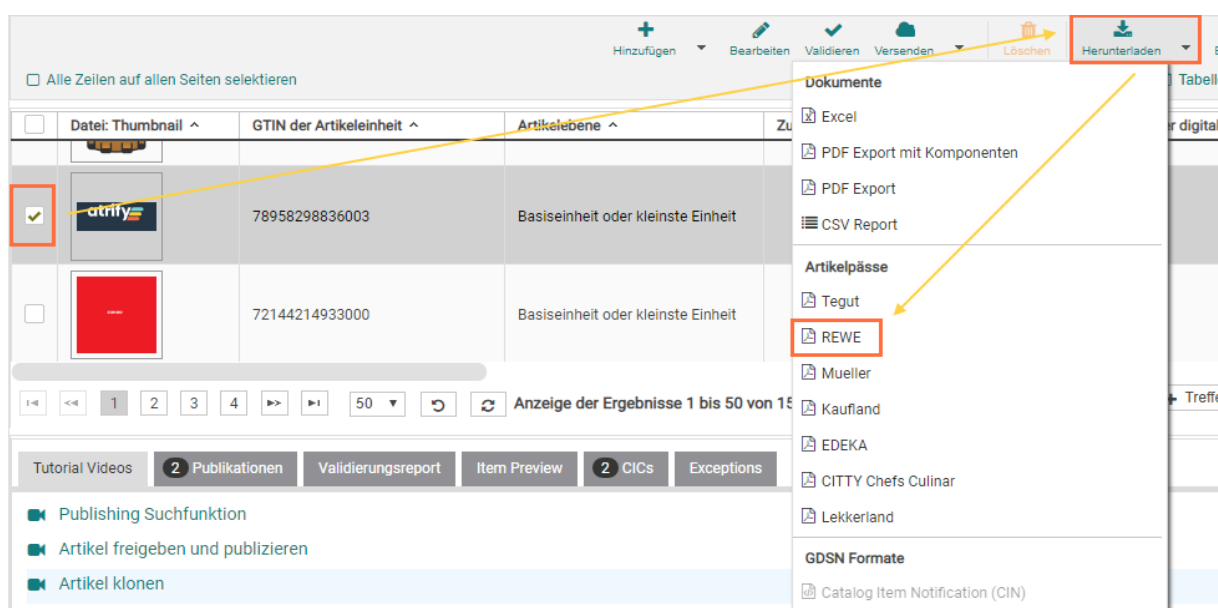 Hinzufügen Bearbeiten Validieren Versenden Löschen Herunterladen
Alle Zeilen auf allen Seiten selektieren
Dokumente
Excel
PDF Export mit Komponenten
PDF Export
CSV Report
Artikelpässe
Tegut
REWE
Mueller
Kaufland
EDEKA
CITTY Chefs Culinar
Lekkerland
GDSN Formate
Catalog Item Notification (CIN)
Tabell
Datei: Thumbnail GTIN der Artikeleinheit Artikelebene Zu r digital
atrify 78958298836003 Basiseinheit oder kleinste Einheit
72144214933000 Basiseinheit oder kleinste Einheit
1 2 3 4 50 Anzeige der Ergebnisse 1 bis 50 von 15 Treffe
Tutorial Videos 2 Publikationen Validierungsreport Item Preview 2 CICs Exceptions
Publishing Suchfunktion
Artikel freigeben und publizieren
Artikel klonen